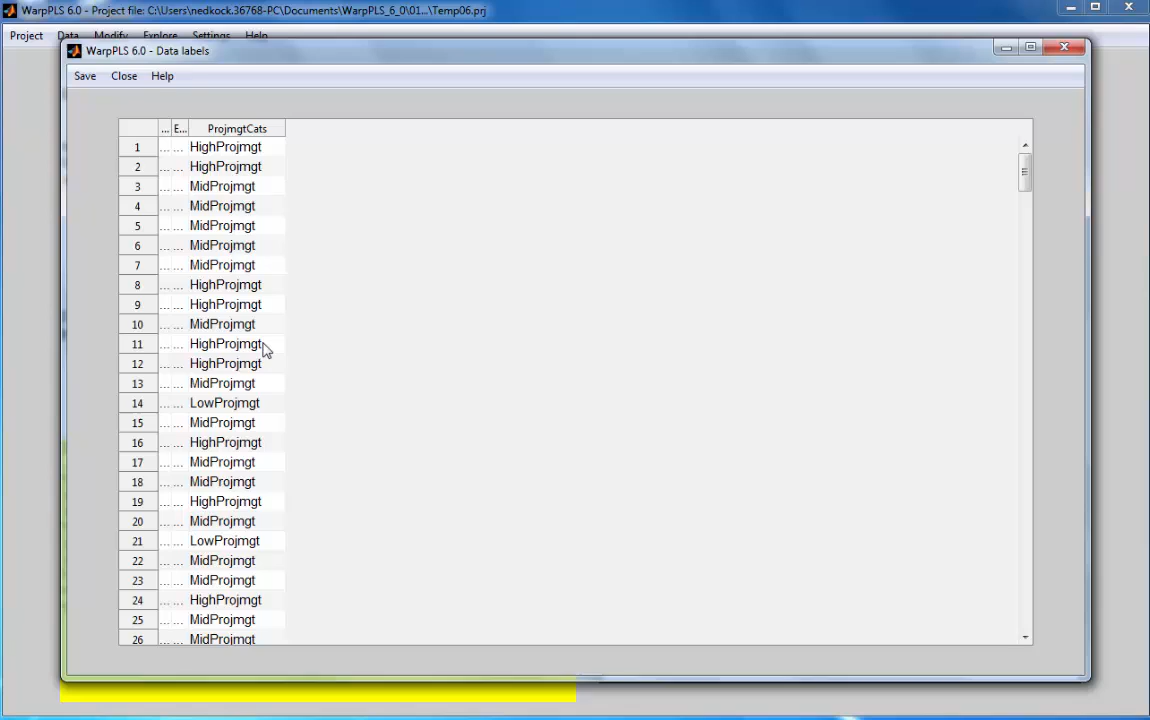 WarpPLS 6.0 - Project file: C:\Users\nedkock.36768-PC\Documents\WarpPLS_6_0\01...\Temp06.prj
Project Data Modify Explore Settings Help
WarpPLS 6.0 - Data labels
Save Close Help
... E... ProjmgtCats
1 ... ... HighProjmgt
2 ... ... HighProjmgt
3 ... ... MidProjmgt
4 ... ... MidProjmgt
5 ... ... MidProjmgt
6 ... ... MidProjmgt
7 ... ... MidProjmgt
8 ... ... HighProjmgt
9 ... ... HighProjmgt
10 ... ... MidProjmgt
11 ... ... HighProjmgt
12 ... ... HighProjmgt
13 ... ... MidProjmgt
14 ... ... LowProjmgt
15 ... ... MidProjmgt
16 ... ... HighProjmgt
17 ... ... MidProjmgt
18 ... ... MidProjmgt
19 ... ... HighProjmgt
20 ... ... MidProjmgt
21 ... ... LowProjmgt
22 ... ... MidProjmgt
23 ... ... MidProjmgt
24 ... ... HighProjmgt
25 ... ... MidProjmgt
26 ... ... MidProjmgt